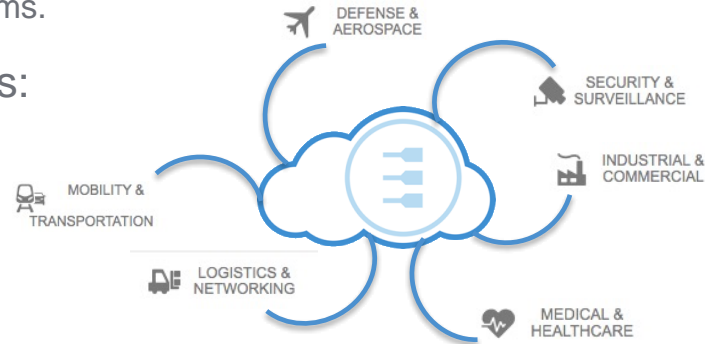 ms.
s:
DEFENSE &
AEROSPACE
SECURITY &
SURVEILLANCE
INDUSTRIAL &
COMMERCIAL
MOBILITY &
TRANSPORTATION
LOGISTICS &
NETWORKING
MEDICAL &
HEALTHCARE